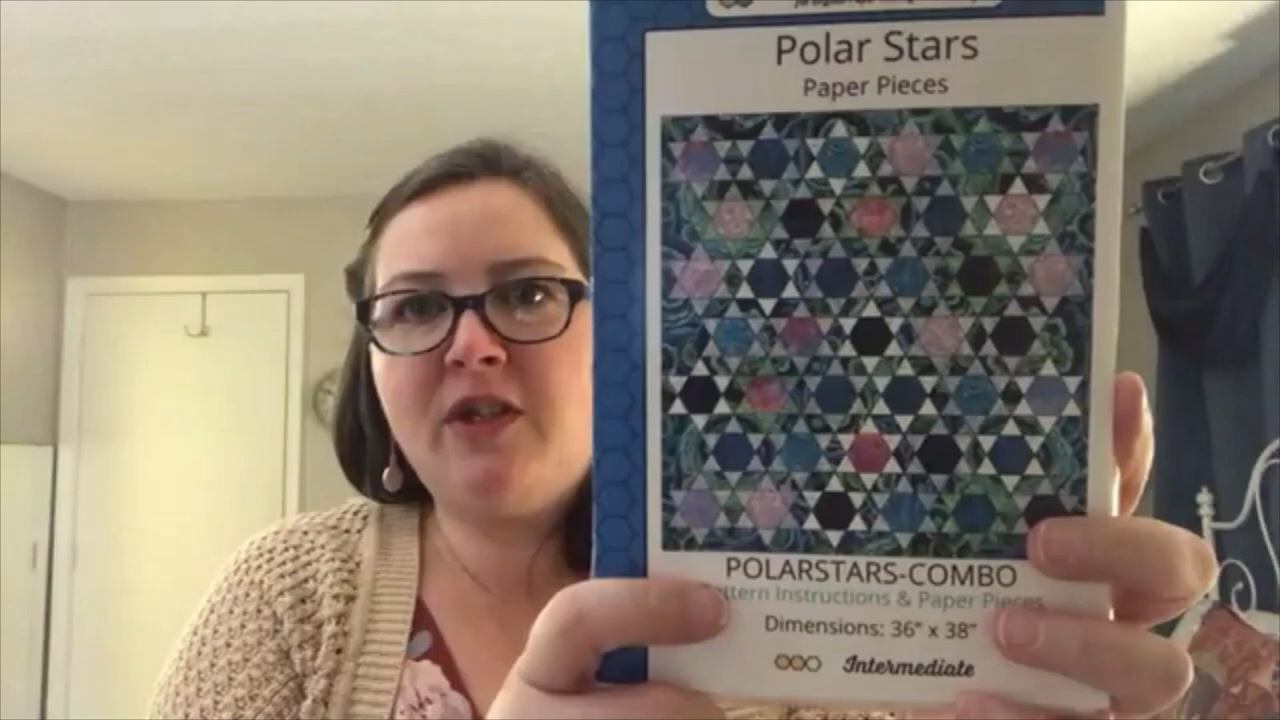 Polar Stars
Paper Pieces
POLARSTARS-COMBO
Pattern Instructions & Paper Pieces
Dimensions: 36" x 38"
Intermediate